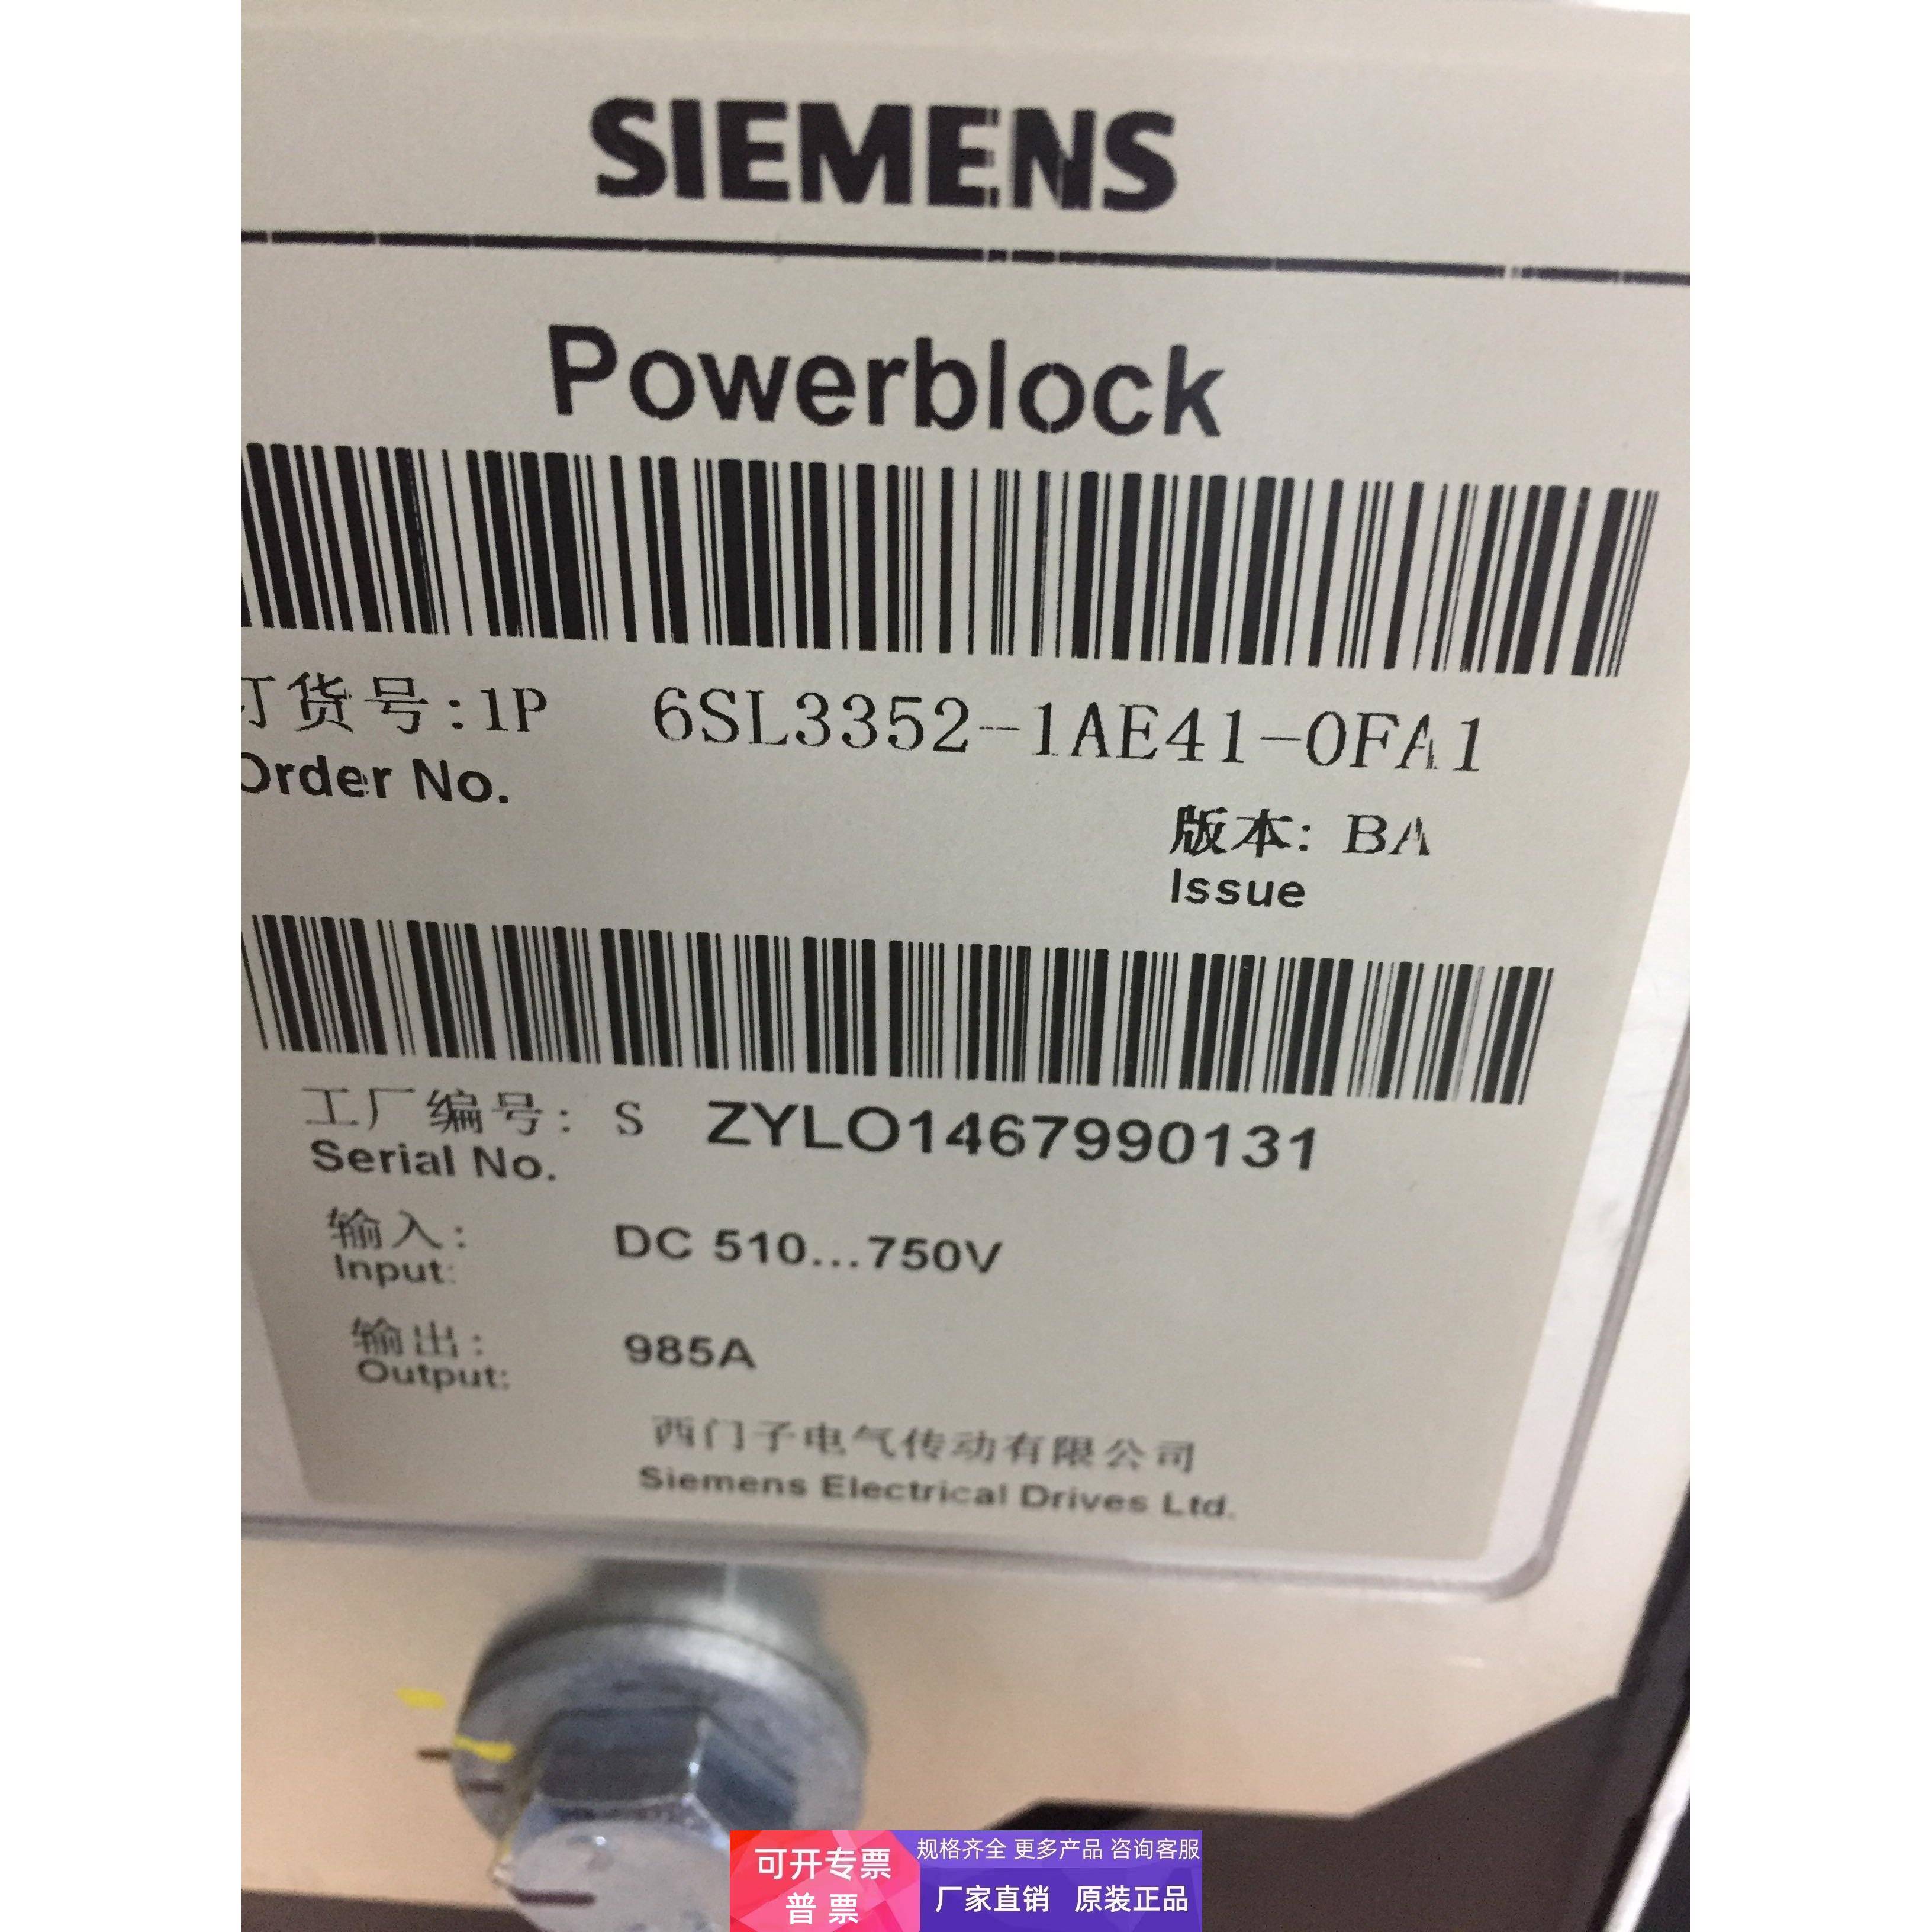 SIEMENS
Powerblock
订货号:1P 6SL3352-1AE41-0FA1
Order No.
版本: BA
Issue
工厂编号: S ZYLO1467990131
Serial No.
输入: DC 510...750V
Input:
输出: 985A
Output:
西门子电气传动有限公司
Siemens Electrical Drives Ltd.
可开专票
普票
规格齐全 更多产品 咨询客服
厂家直销 原装正品